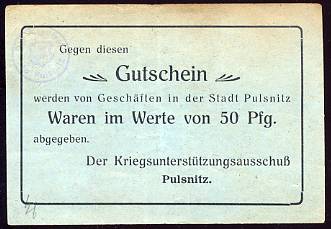 Gegen diesen
Gutschein
werden von Geschäften in der Stadt Pulsnitz
Waren im Werte von 50 Pfg.
abgegeben.
Der Kriegsunterstützungsausschuß
Pulsnitz.